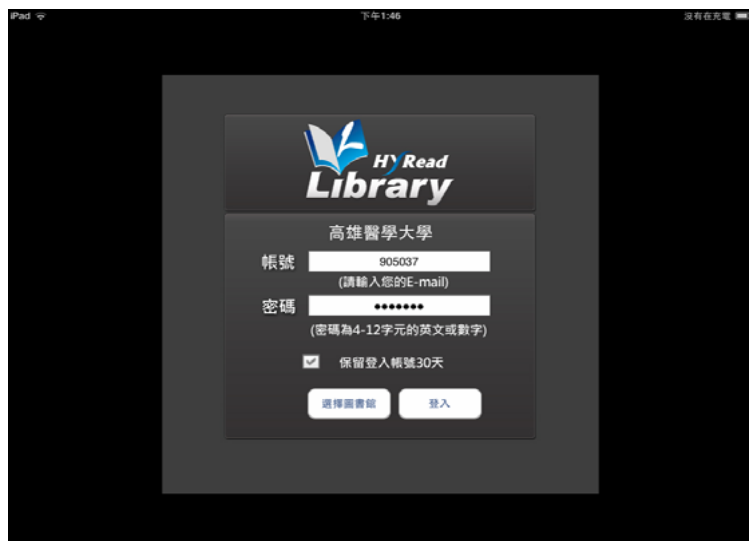 iPad 下午1:46 沒有在充電
HyRead
Library
高雄醫學大學
帳號 905037
(請輸入您的E-mail)
密碼 •••••••
(密碼為4-12字元的英文或數字)
保留登入帳號30天
選擇圖書館 登入